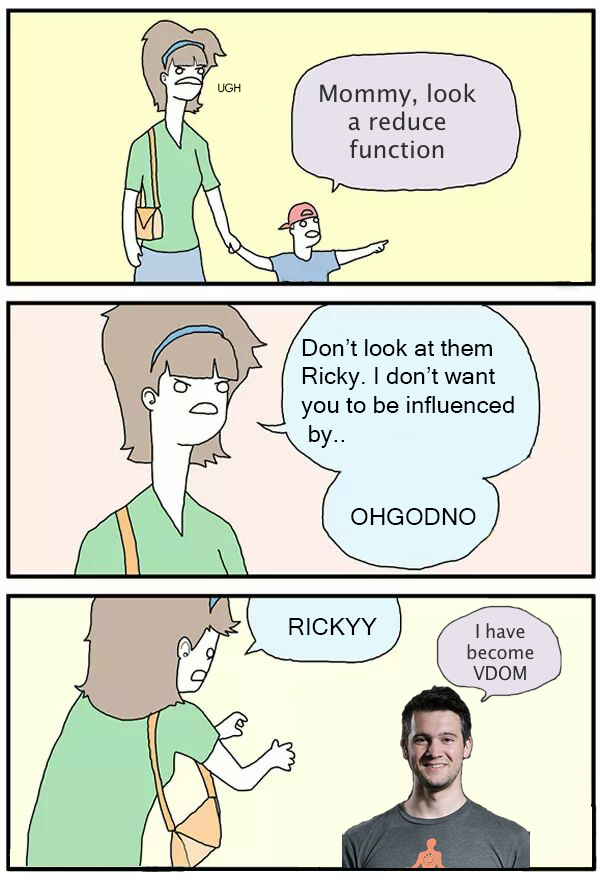 UGH
Mommy, look
a reduce
function
Don't look at them
Ricky. I don't want
you to be influenced
by..
OHGODNO
RICKYY
I have
become
VDOM